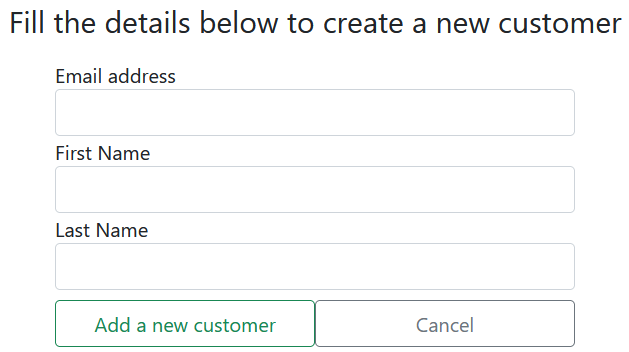 Fill the details below to create a new customer
Email address
First Name
Last Name
Add a new customer
Cancel